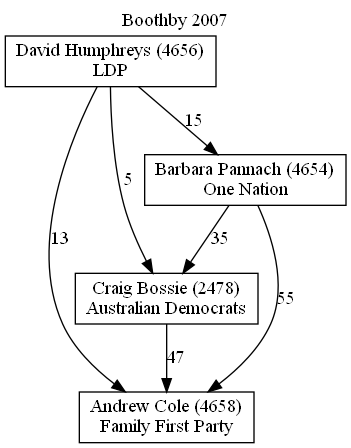 Boothby 2007
David Humphreys (4656)
LDP
15
Barbara Pannach (4654)
One Nation
13
5
35
Craig Bossie (2478)
Australian Democrats
55
47
Andrew Cole (4658)
Family First Party